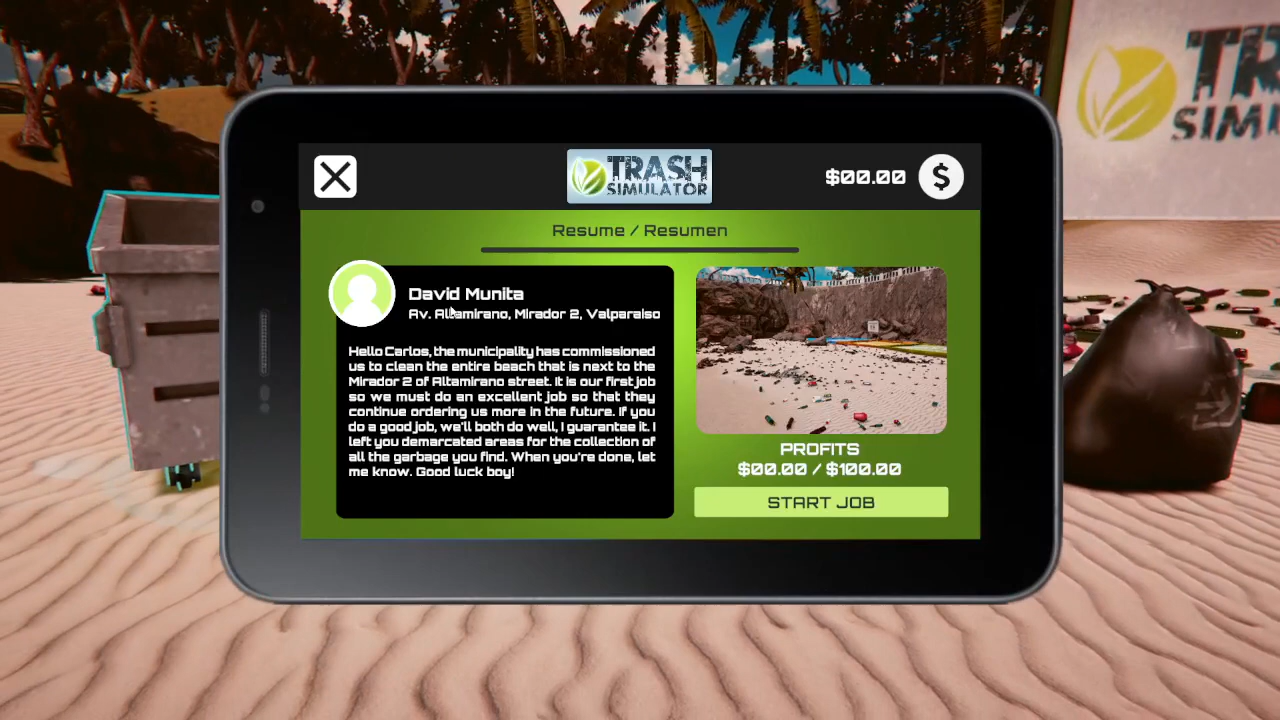 TRASH
SIMULATOR
$00.00
$
Resume / Resumen
David Munita
Av. Altamirano, Mirador 2, Valparaiso
Hello Carlos, the municipality has commissioned
us to clean the entire beach that is next to the
Mirador 2 of Altamirano street. It is our first job
so we must do an excellent job so that they
continue ordering us more in the future. If you
do a good job, we'll both do well, I guarantee it. I
left you demarcated areas for the collection of
all the garbage you find. When you're done, let
me know. Good luck boy!
PROFITS
$00.00 / $100.00
START JOB
TR
SIMU